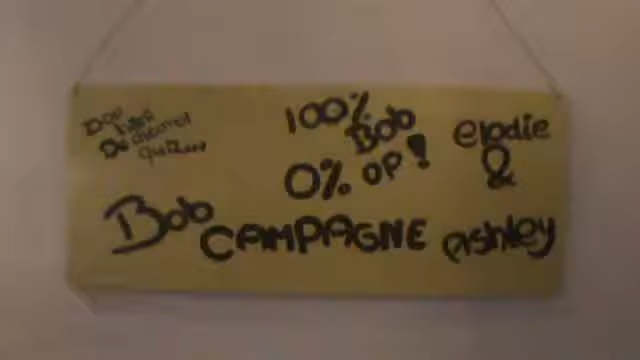 100% Bob
0% op!
Bob CAMPAGNE
elodie
&
Ashley